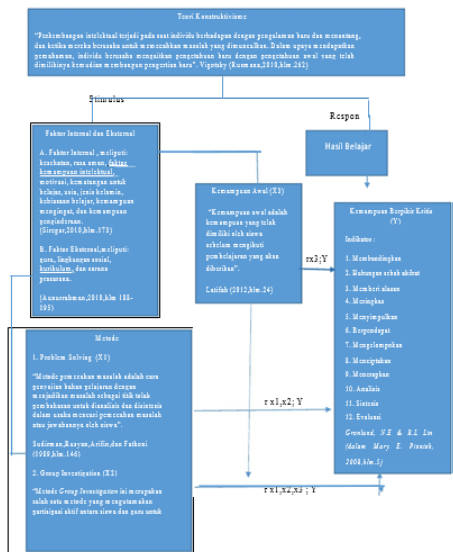 Teori Konstruktivisme
"Perkembangan intelektual terjadi pada saat individu berhadapan dengan pengalaman baru dan menantang,
dan ketika mereka berusaha untuk memecahkan masalah yang dimunculkan. Dalam upaya mendapatkan
pemahaman, individu berusaha mengaitkan pengetahuan baru dengan pengetahuan awal yang telah
dimilikinya kemudian membangun pengertian baru". Vigotsky (Rusmana,2010,hlm.262)
Stimulus
Respon
Faktor Internal dan Eksternal
A. Faktor Internal , meliputi:
kesehatan, rasa aman, faktor
kemampuan intelektual,
motivasi, kematangan untuk
belajar, usia, jenis kelamin,
kebiasaan belajar, kemampuan
mengingat, dan kemampuan
penginderaan.
(Siregar,2010,hlm.175)
B. Faktor Eksternal,meliputi:
guru, lingkungan sosial,
kurikulum, dan sarana
prasarana.
(Aunurrahman,2010,hlm 188-
195)
Hasil Belajar
Kemampuan Awal (X3)
"Kemampuan awal adalah
kemampuan yang telah
dimiliki oleh siswa
sebelum mengikuti
pembelajaran yang akan
diberikan".
Latifah (2012,hlm.24)
rx3;Y
Kemampuan Berpikir Kritis
(Y)
Indikator :
1. Membandingkan
2. Hubungan sebab akibat
3. Memberi alasan
4. Meringkas
5. Menyimpulkan
6. Berpendapat
7. Mengelompokan
8. Menciptakan
9. Menerapkan
10. Analisis
11. Sintesis
12. Evaluasi
Gronlund, N.E & R.L Lin
(dalam Mary E. Piontek,
2008,hlm.5)
Metode
1. Problem Solving (X1)
"Metode pemecahan masalah adalah cara
penyajian bahan pelajaran dengan
menjadikan masalah sebagai titik tolak
pembahasan untuk dianalisis dan disintesis
dalam usaha mencari pemecahan masalah
atau jawabannya oleh siswa".
Sudirman,Rusyan,Arifin,dan Fathoni
(1989,hlm.146)
2. Group Investigation (X2)
"Metode Group Investigation ini merupakan
salah satu metode yang mengutamakan
partisipasi aktif antara siswa dan guru untuk
r x1,x2; Y
r x1,x2,x3 ; Y